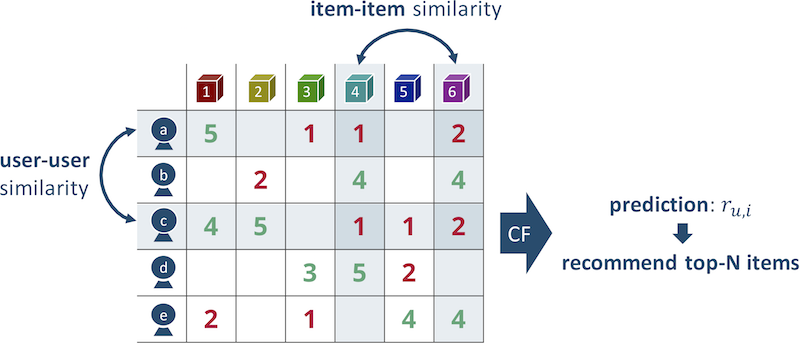 item-item similarity
1 2 3 4 5 6
a 5 1 1 2
user-user
similarity
b 2 4 4
c 4 5 1 1 2
d 3 5 2
e 2 1 4 4
CF
prediction: r_{u,i}
recommend top-N items